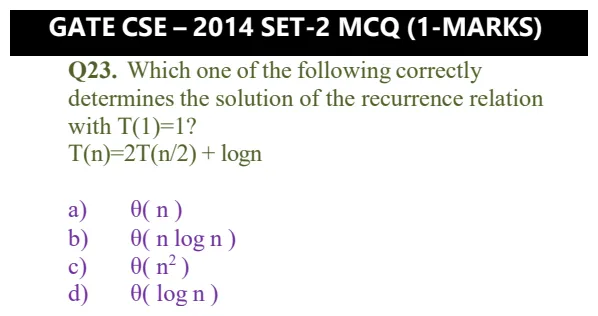 GATE CSE – 2014 SET-2 MCQ (1-MARKS)
Q23. Which one of the following correctly
determines the solution of the recurrence relation
with T(1)=1?
T(n)=2T(n/2) + logn
a) θ( n )
b) θ( n log n )
c) θ( n² )
d) θ( log n )